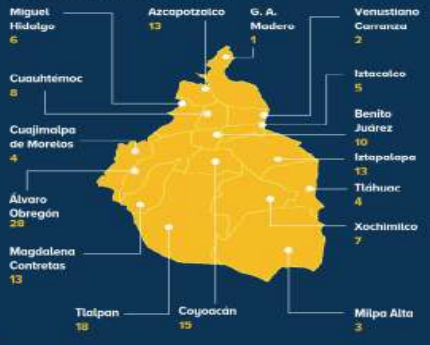 Miguel
Hidalgo
6
Azcapotzalco
13
G. A.
Madero
1
Venustiano
Carranza
2
Cuauhtémoc
8
Iztacalco
5
Cuajimalpa
de Morelos
4
Benito
Juárez
10
Iztapalapa
13
Álvaro
Obregón
28
Tláhuac
4
Xochimilco
7
Magdalena
Contretas
13
Tlalpan
18
Coyoacán
15
Milpa Alta
3